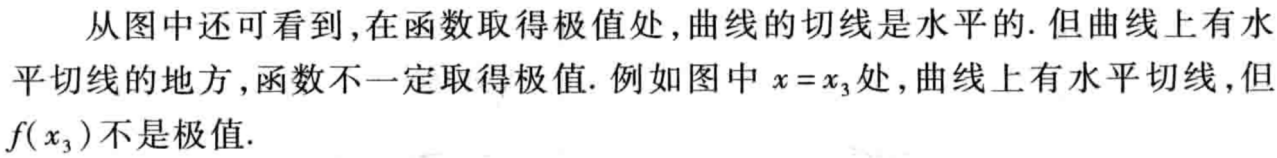 从图中还可看到,在函数取得极值处,曲线的切线是水平的. 但曲线上有水
平切线的地方,函数不一定取得极值. 例如图中 x = x₃处,曲线上有水平切线,但
f(x₃)不是极值.